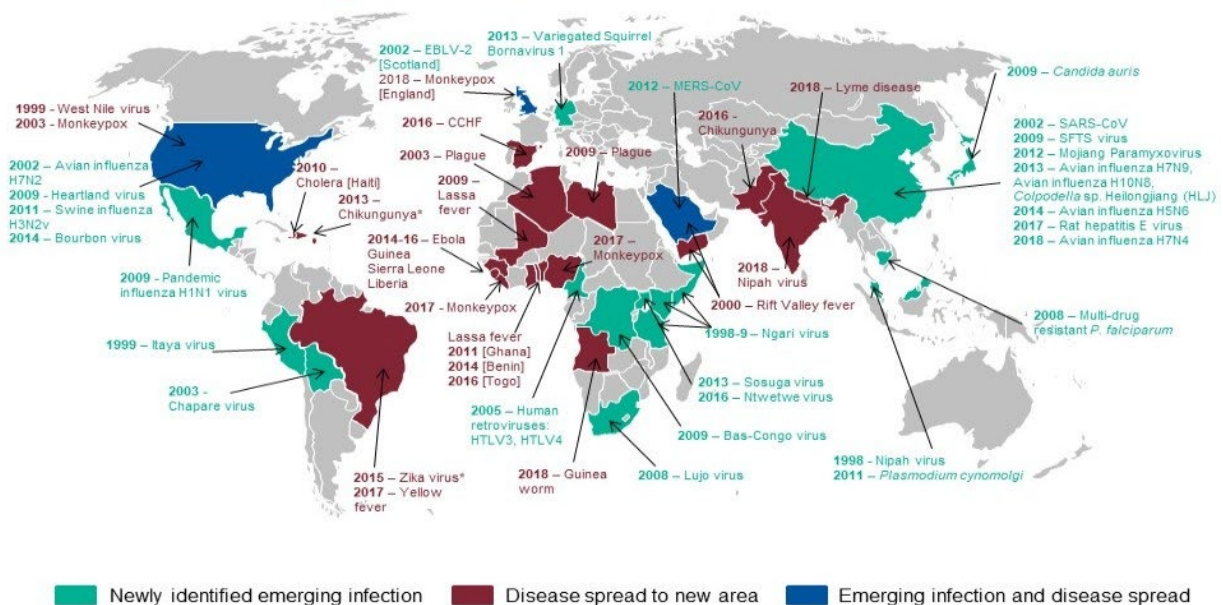 2013 – Variegated Squirrel
Bornavirus 1
2002 – EBLV-2
[Scotland]
2018 – Monkeypox
[England]
2012 – MERS-CoV
2018 – Lyme disease
2009 – Candida auris
1999 - West Nile virus
2003 - Monkeypox
2016 – CCHF
2016 -
Chikungunya
2002 – SARS-CoV
2009 – SFTS virus
2012 – Mojiang Paramyxovirus
2013 – Avian influenza H7N9,
Avian influenza H10N8,
Colpodella sp. Heilongjiang (HLJ)
2014 – Avian influenza H5N6
2017 – Rat hepatitis E virus
2018 – Avian influenza H7N4
2003 – Plague
2009 – Plague
2002 – Avian influenza
H7N2
2009 - Heartland virus
2011 – Swine influenza
H3N2v
2014 – Bourbon virus
2010 –
Cholera [Haiti]
2013 –
Chikungunya*
2009 –
Lassa
fever
2014-16 – Ebola
Guinea
Sierra Leone
Liberia
2017 –
Monkeypox
2018 –
Nipah virus
2009 - Pandemic
influenza H1N1 virus
2017 - Monkeypox
2000 – Rift Valley fever
2008 – Multi-drug
resistant P. falciparum
1999 – Itaya virus
Lassa fever
2011 [Ghana]
2014 [Benin]
2016 [Togo]
1998-9 – Ngari virus
2003 -
Chapare virus
2013 – Sosuga virus
2016 – Ntwetwe virus
2005 – Human
retroviruses:
HTLV3, HTLV4
2009 – Bas-Congo virus
1998 - Nipah virus
2011 – Plasmodium cynomolgi
2015 – Zika virus*
2017 – Yellow
fever
2018 – Guinea
worm
2008 – Lujo virus
Newly identified emerging infection
Disease spread to new area
Emerging infection and disease spread